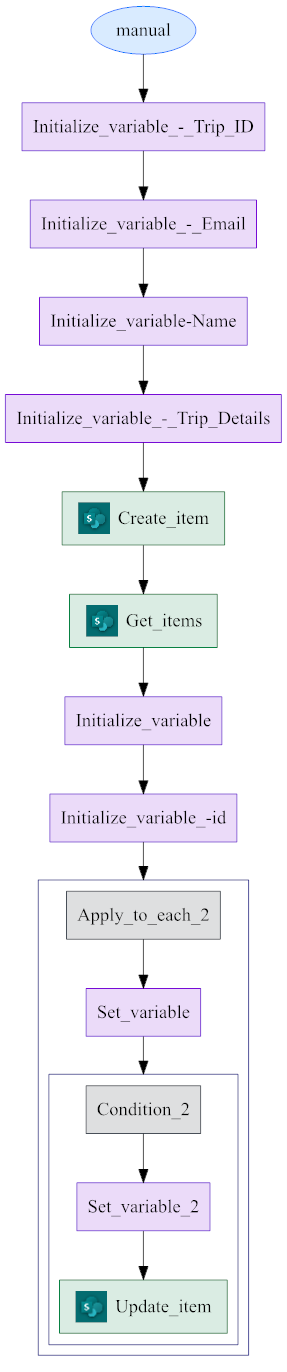 manual
Initialize_variable_-_Trip_ID
Initialize_variable_-_Email
Initialize_variable-Name
Initialize_variable_-_Trip_Details
Create_item
Get_items
Initialize_variable
Initialize_variable_-id
Apply_to_each_2
Set_variable
Condition_2
Set_variable_2
Update_item